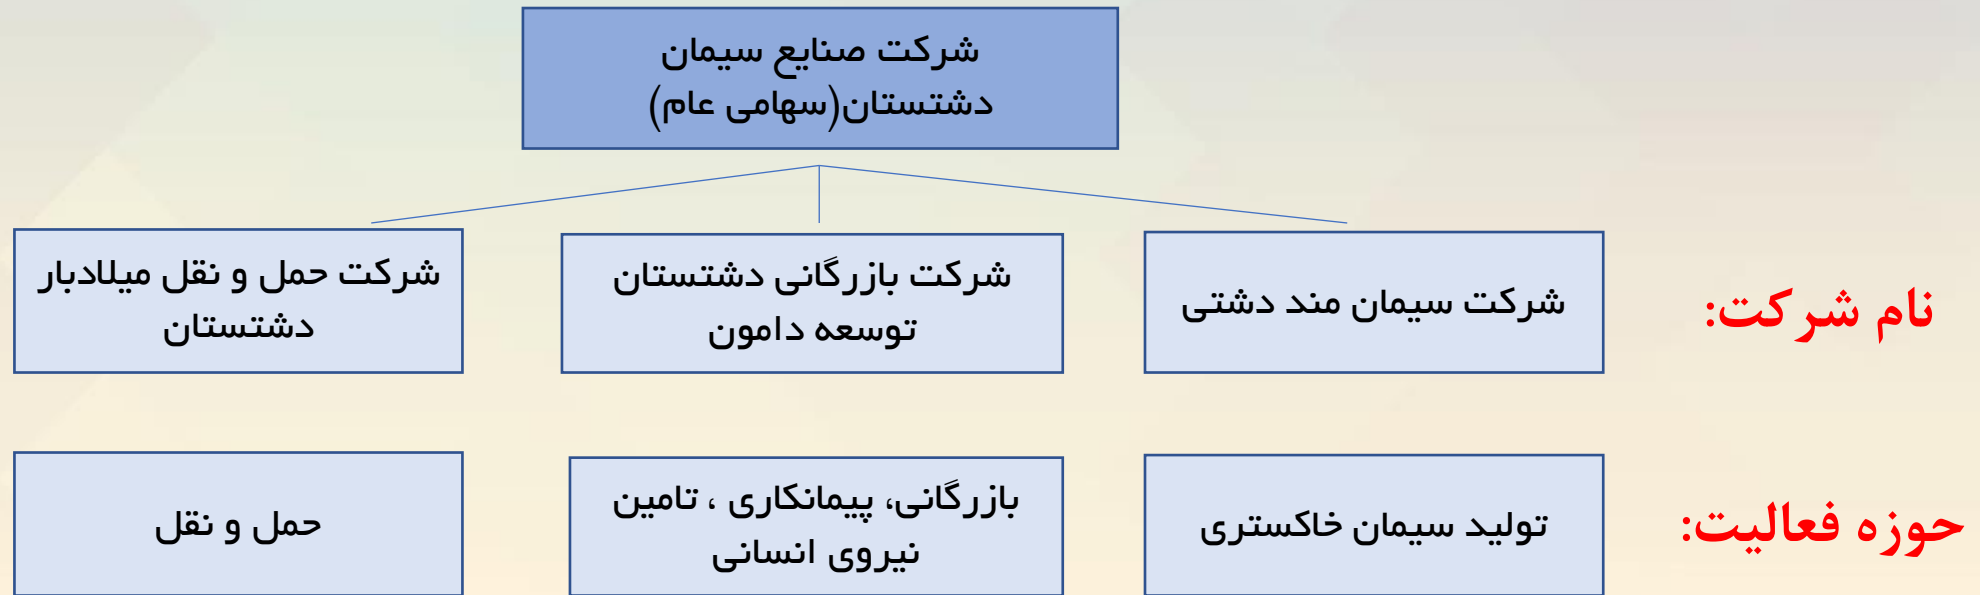 شرکت صنایع سیمان
دشتستان(سهامی عام)
نام شرکت:
شرکت سیمان مند دشتی
شرکت بازرگانی دشتستان
توسعه دامون
شرکت حمل و نقل میلادبار
دشتستان
حوزه فعالیت:
تولید سیمان خاکستری
بازرگانی، پیمانکاری ، تامین
نیروی انسانی
حمل و نقل